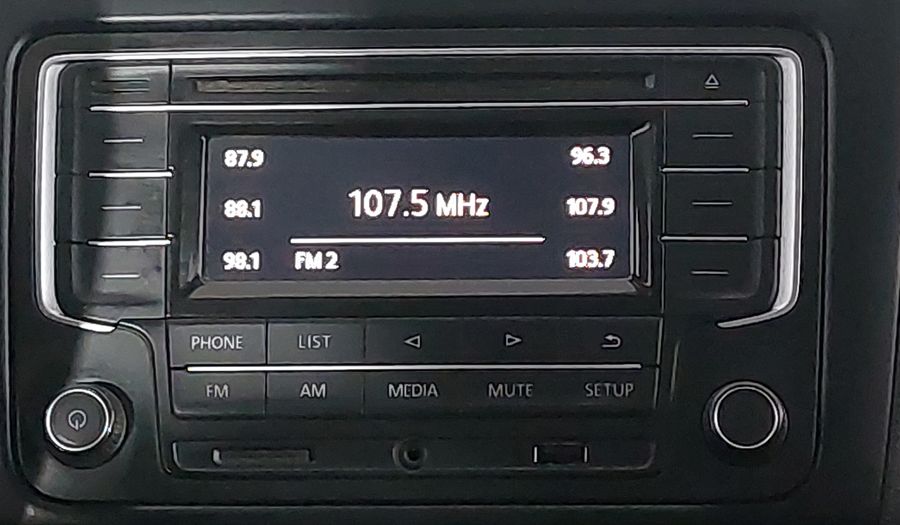 87.9 96.3
88.1 107.5 MHz 107.9
98.1 FM 2 103.7
PHONE LIST
FM AM MEDIA MUTE SETUP